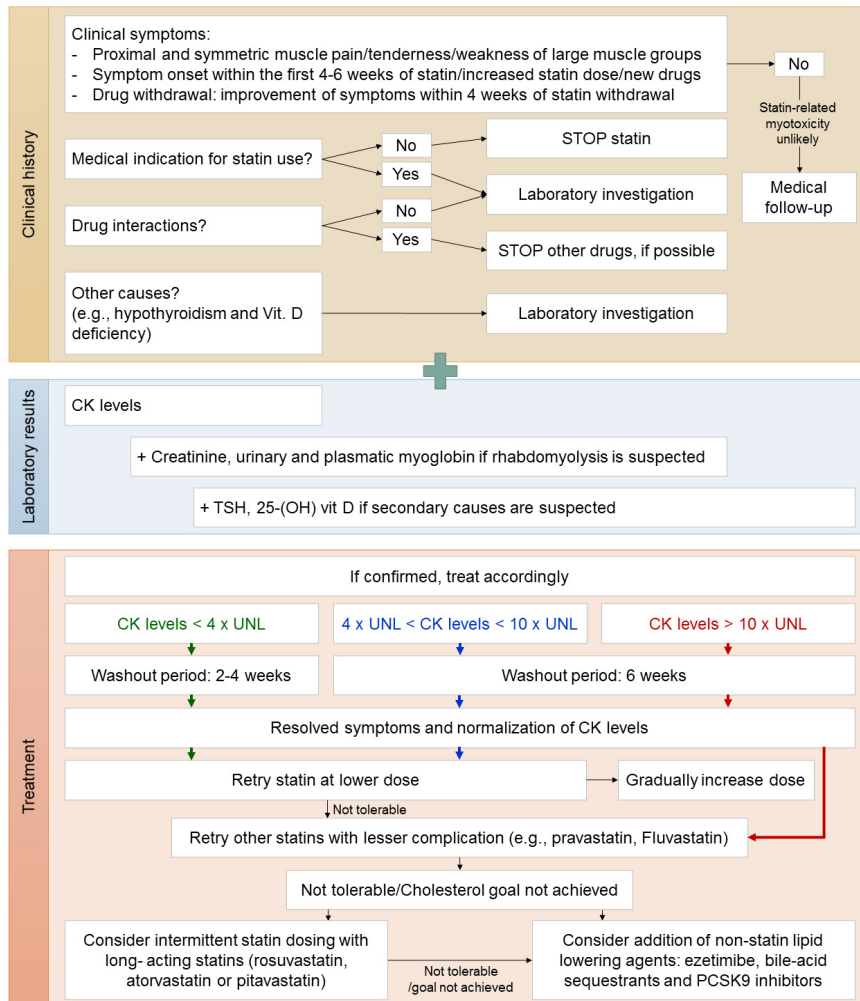 Clinical history
Clinical symptoms:
- Proximal and symmetric muscle pain/tenderness/weakness of large muscle groups
- Symptom onset within the first 4-6 weeks of statin/increased statin dose/new drugs
- Drug withdrawal: improvement of symptoms within 4 weeks of statin withdrawal
No
Statin-related
myotoxicity
unlikely
Medical
follow-up
Medical indication for statin use?
No
Yes
STOP statin
Laboratory investigation
Drug interactions?
No
Yes
STOP other drugs, if possible
Other causes?
(e.g., hypothyroidism and Vit. D
deficiency)
Laboratory investigation
Laboratory results
CK levels
+ Creatinine, urinary and plasmatic myoglobin if rhabdomyolysis is suspected
+ TSH, 25-(OH) vit D if secondary causes are suspected
Treatment
If confirmed, treat accordingly
CK levels < 4 x UNL
4 x UNL < CK levels < 10 x UNL
CK levels > 10 x UNL
Washout period: 2-4 weeks
Washout period: 6 weeks
Resolved symptoms and normalization of CK levels
Retry statin at lower dose
Gradually increase dose
Not tolerable
Retry other statins with lesser complication (e.g., pravastatin, Fluvastatin)
Not tolerable/Cholesterol goal not achieved
Consider intermittent statin dosing with
long- acting statins (rosuvastatin,
atorvastatin or pitavastatin)
Not tolerable
/goal not achieved
Consider addition of non-statin lipid
lowering agents: ezetimibe, bile-acid
sequestrants and PCSK9 inhibitors